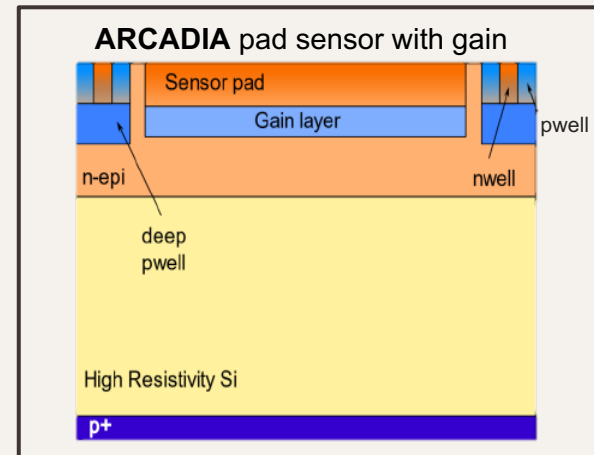 ARCADIA pad sensor with gain
Sensor pad
Gain layer
pwell
n-epi
nwell
deep
pwell
High Resistivity Si
p+